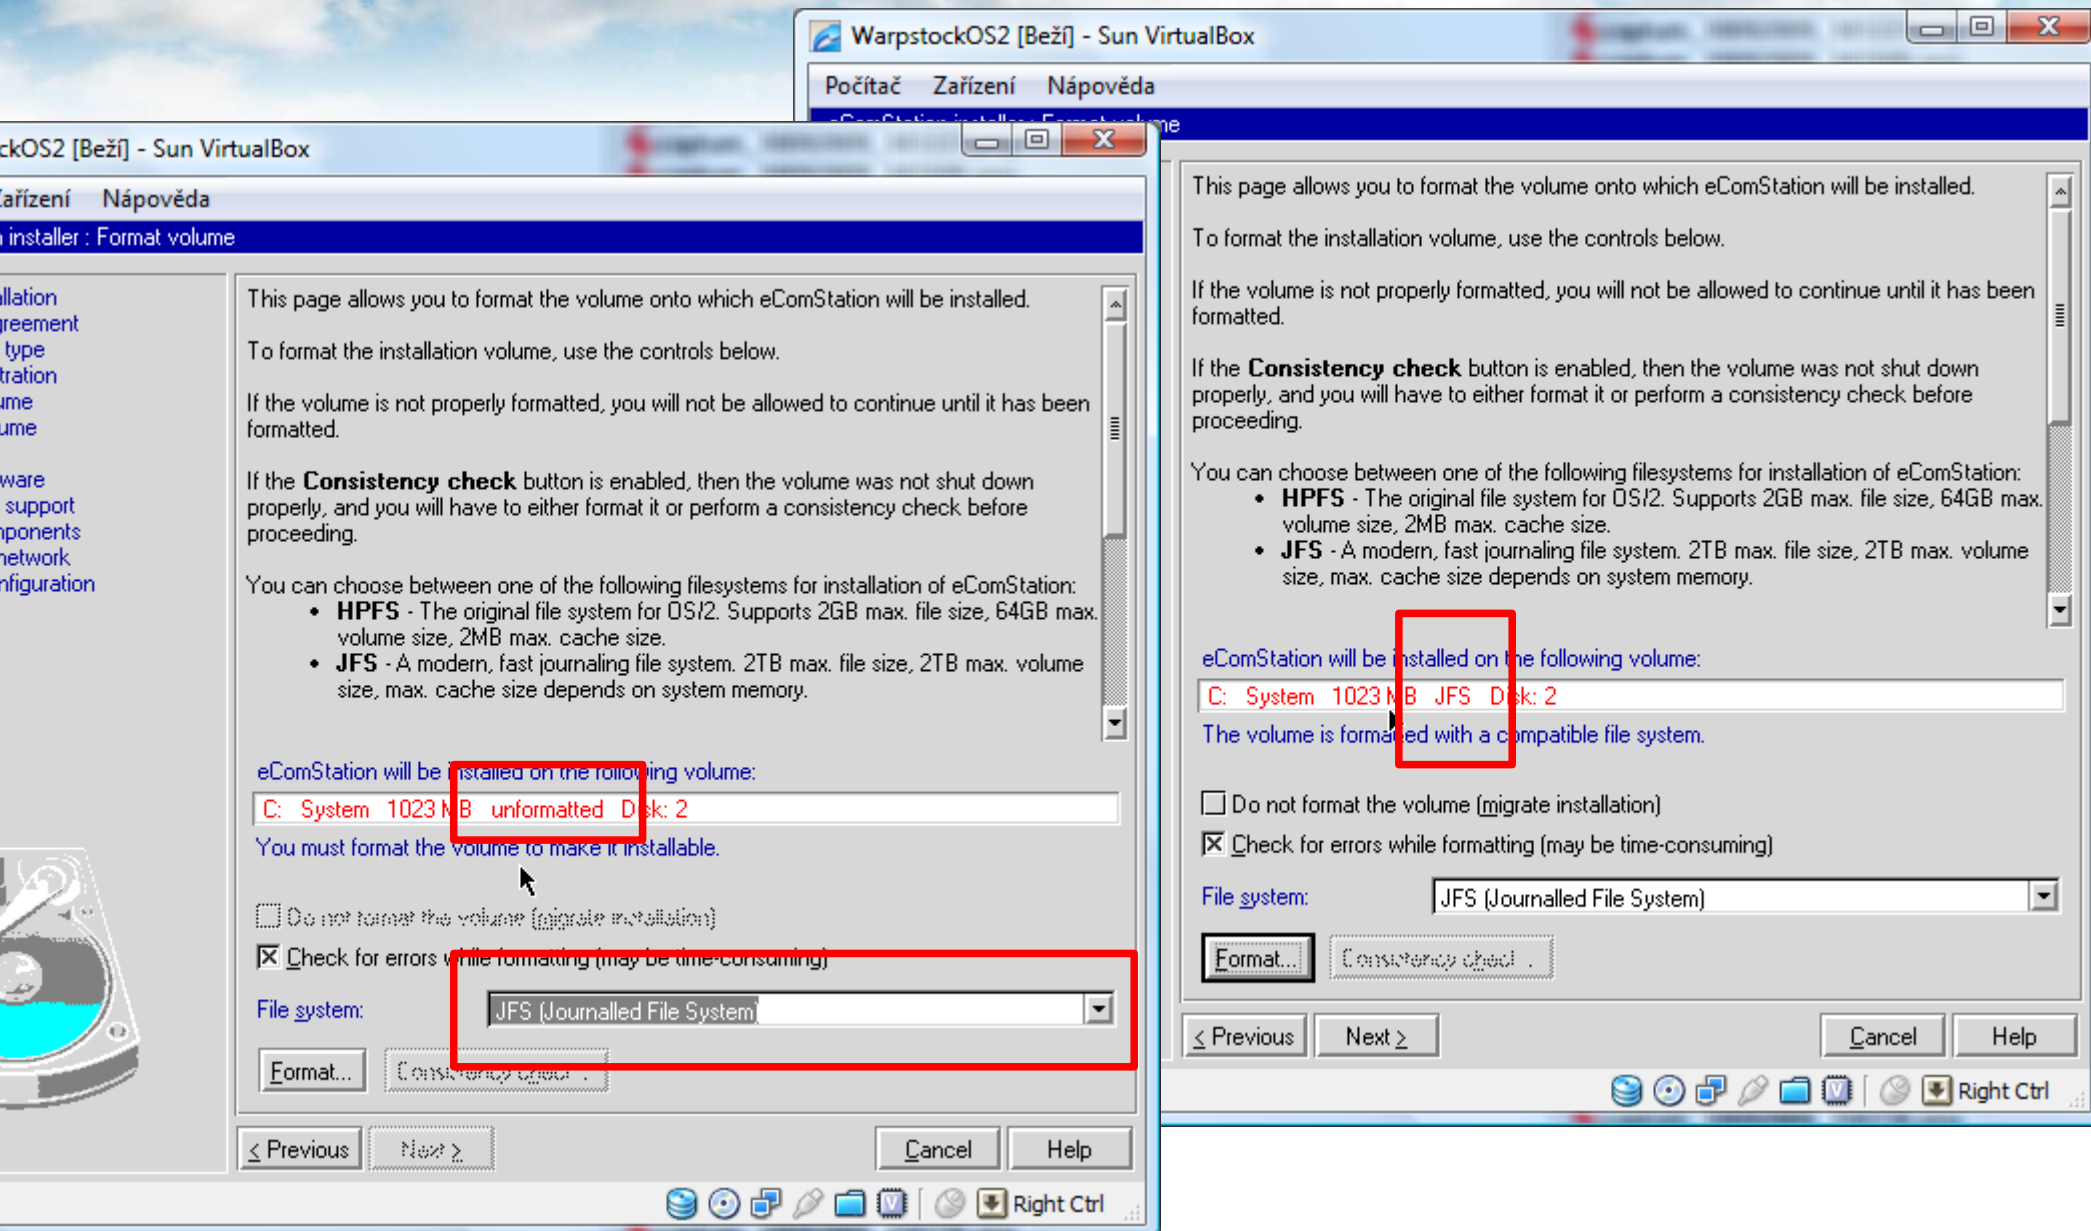 WarpstockOS2 [Beží] - Sun VirtualBox
Počítač Zařízení Nápověda
eComStation installer : Format volume
This page allows you to format the volume onto which eComStation will be installed.
To format the installation volume, use the controls below.
If the volume is not properly formatted, you will not be allowed to continue until it has been
formatted.
If the Consistency check button is enabled, then the volume was not shut down
properly, and you will have to either format it or perform a consistency check before
proceeding.
You can choose between one of the following filesystems for installation of eComStation:
• HPFS - The original file system for OS/2. Supports 2GB max. file size, 64GB max.
volume size, 2MB max. cache size.
• JFS - A modern, fast journaling file system. 2TB max. file size, 2TB max. volume
size, max. cache size depends on system memory.
eComStation will be installed on the following volume:
C: System 1023 MB JFS Disk: 2
The volume is formatted with a compatible file system.
Do not format the volume (migrate installation)
Check for errors while formatting (may be time-consuming)
File system: JFS (Journalled File System)
Format... Consistency check...
< Previous Next > Cancel Help
Right Ctrl
ckOS2 [Beží] - Sun VirtualBox
ařízení Nápověda
installer : Format volume
llation
greement
type
tration
ume
ume
ware
support
mponents
network
nfiguration
This page allows you to format the volume onto which eComStation will be installed.
To format the installation volume, use the controls below.
If the volume is not properly formatted, you will not be allowed to continue until it has been
formatted.
If the Consistency check button is enabled, then the volume was not shut down
properly, and you will have to either format it or perform a consistency check before
proceeding.
You can choose between one of the following filesystems for installation of eComStation:
• HPFS - The original file system for OS/2. Supports 2GB max. file size, 64GB max.
volume size, 2MB max. cache size.
• JFS - A modern, fast journaling file system. 2TB max. file size, 2TB max. volume
size, max. cache size depends on system memory.
eComStation will be installed on the following volume:
C: System 1023 MB unformatted Disk: 2
You must format the volume to make it installable.
Do not format the volume (migrate installation)
Check for errors while formatting (may be time-consuming)
File system: JFS (Journalled File System)
Format... Consistency check...
< Previous Next > Cancel Help
Right Ctrl